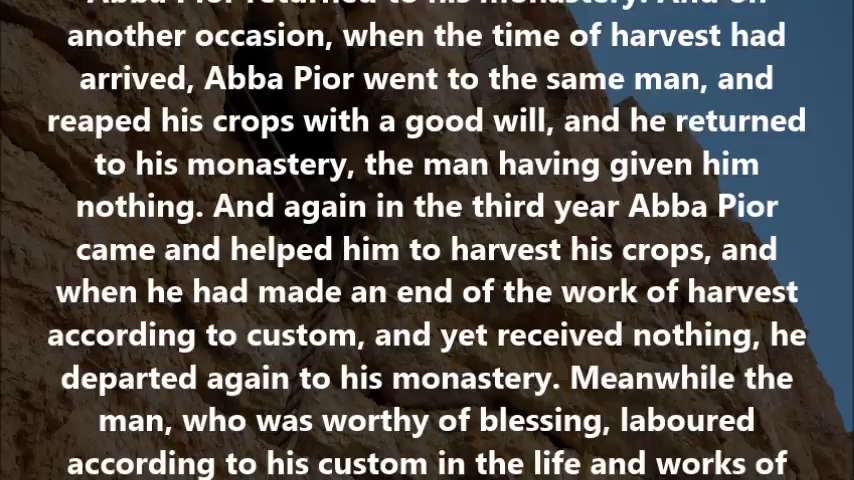 Abba Pior returned to his monastery. And on
another occasion, when the time of harvest had
arrived, Abba Pior went to the same man, and
reaped his crops with a good will, and he returned
to his monastery, the man having given him
nothing. And again in the third year Abba Pior
came and helped him to harvest his crops, and
when he had made an end of the work of harvest
according to custom, and yet received nothing, he
departed again to his monastery. Meanwhile the
man, who was worthy of blessing, laboured
according to his custom in the life and works of